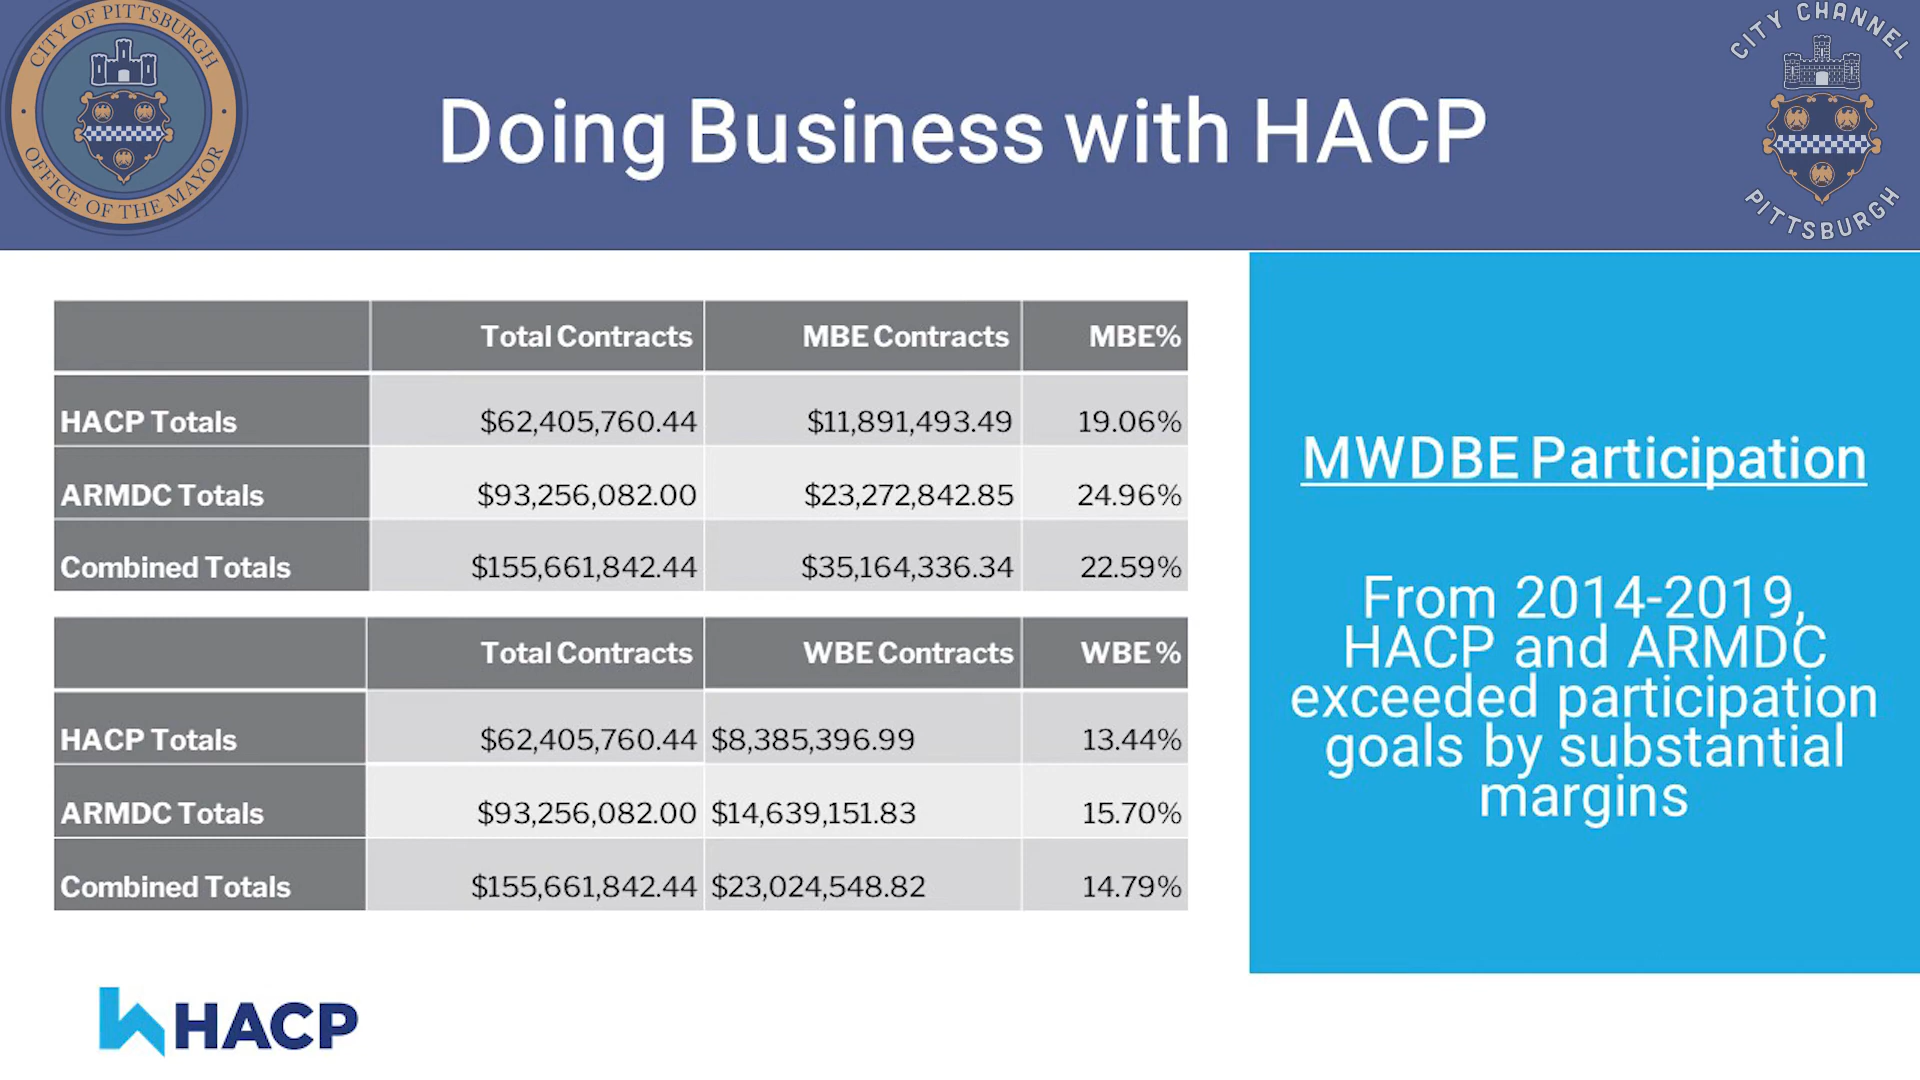 CITY OF PITTSBURGH
OFFICE OF THE MAYOR
Doing Business with HACP
CITY CHANNEL
PITTSBURGH
Total Contracts MBE Contracts MBE%
HACP Totals $62,405,760.44 $11,891,493.49 19.06%
ARMDC Totals $93,256,082.00 $23,272,842.85 24.96%
Combined Totals $155,661,842.44 $35,164,336.34 22.59%
Total Contracts WBE Contracts WBE %
HACP Totals $62,405,760.44 $8,385,396.99 13.44%
ARMDC Totals $93,256,082.00 $14,639,151.83 15.70%
Combined Totals $155,661,842.44 $23,024,548.82 14.79%
MWDBE Participation
From 2014-2019,
HACP and ARMDC
exceeded participation
goals by substantial
margins
HACP